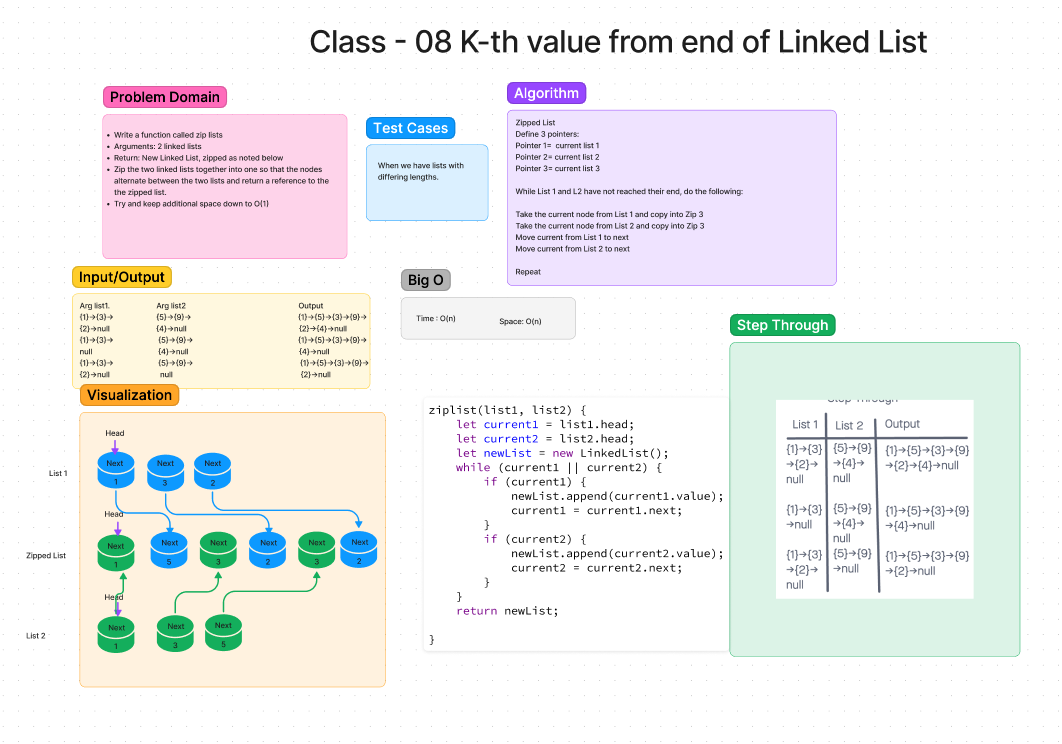 Class - 08 K-th value from end of Linked List
Problem Domain
• Write a function called zip lists
• Arguments: 2 linked lists
• Return: New Linked List, zipped as noted below
• Zip the two linked lists together into one so that the nodes
alternate between the two lists and return a reference to the
the zipped list.
• Try and keep additional space down to O(1)
Test Cases
When we have lists with
differing lengths.
Algorithm
Zipped List
Define 3 pointers:
Pointer 1=  current list 1
Pointer 2= current list 2
Pointer 3= current list 3
While List 1 and L2 have not reached their end, do the following:
Take the current node from List 1 and copy into Zip 3
Take the current node from List 2 and copy into Zip 3
Move current from List 1 to next
Move current from List 2 to next
Repeat
Input/Output
Arg list1.
{1}→{3}→
{2}→null
{1}→{3}→
null
{1}→{3}→
{2}→null
Arg list2
{5}→{9}→
{4}→null
{5}→{9}→
{4}→null
{5}→{9}→
null
Output
{1}→{5}→{3}→{9}→
{2}→{4}→null
{1}→{5}→{3}→{9}→
{4}→null
{1}→{5}→{3}→{9}→
{2}→null
Big O
Time : O(n)
Space: O(n)
Visualization
Head
List 1
Next
1
Next
3
Next
2
Head
Zipped List
Next
1
Next
5
Next
3
Next
2
Next
3
Next
2
Head
List 2
Next
1
Next
3
Next
5
ziplist(list1, list2) {
    let current1 = list1.head;
    let current2 = list2.head;
    let newList = new LinkedList();
    while (current1 || current2) {
        if (current1) {
            newList.append(current1.value);
            current1 = current1.next;
        }
        if (current2) {
            newList.append(current2.value);
            current2 = current2.next;
        }
    }
    return newList;
}
Step Through
Step Through
List 1
List 2
Output
{1}→{3}
→{2}→
null
{5}→{9}
→{4}→
null
{1}→{5}→{3}→{9}
→{2}→{4}→null
{1}→{3}
→null
{5}→{9}
→{4}→
null
{1}→{5}→{3}→{9}
→{4}→null
{1}→{3}
→{2}→
null
{5}→{9}
→null
{1}→{5}→{3}→{9}
→{2}→null